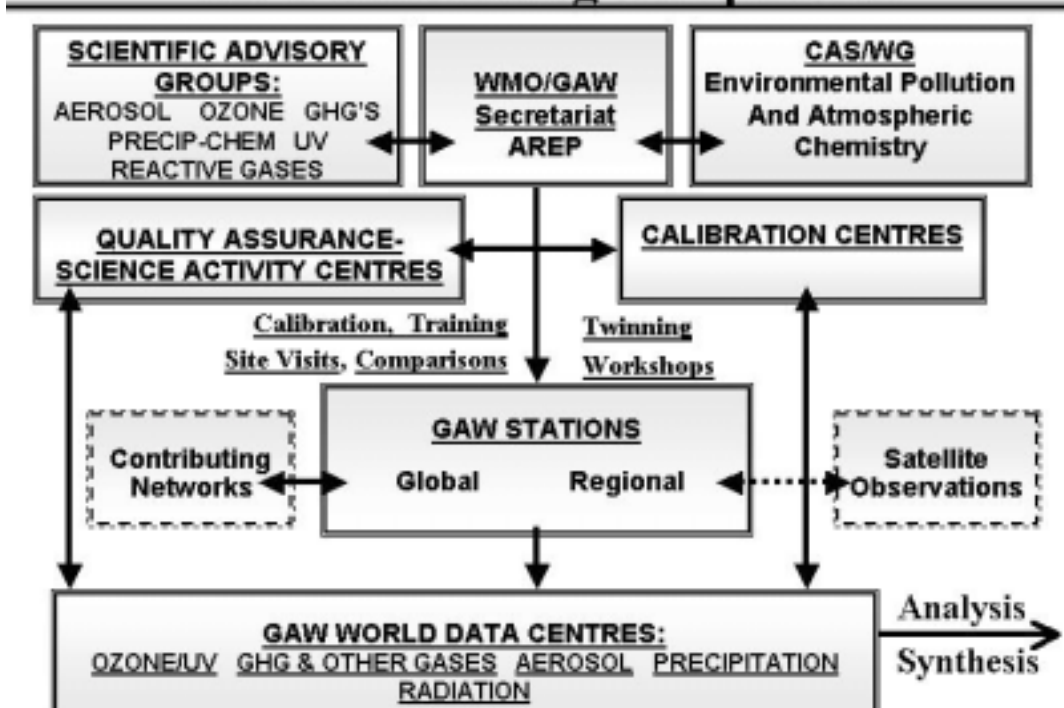 SCIENTIFIC ADVISORY
GROUPS:
AEROSOL OZONE GHG'S
PRECIP-CHEM UV
REACTIVE GASES
WMO/GAW
Secretariat
AREP
CAS/WG
Environmental Pollution
And Atmospheric
Chemistry
QUALITY ASSURANCE-
SCIENCE ACTIVITY CENTRES
CALIBRATION CENTRES
Calibration, Training
Site Visits, Comparisons
Twinning
Workshops
GAW STATIONS
Global Regional
Contributing
Networks
Satellite
Observations
GAW WORLD DATA CENTRES:
OZONE/UV GHG & OTHER GASES AEROSOL PRECIPITATION
RADIATION
Analysis
Synthesis